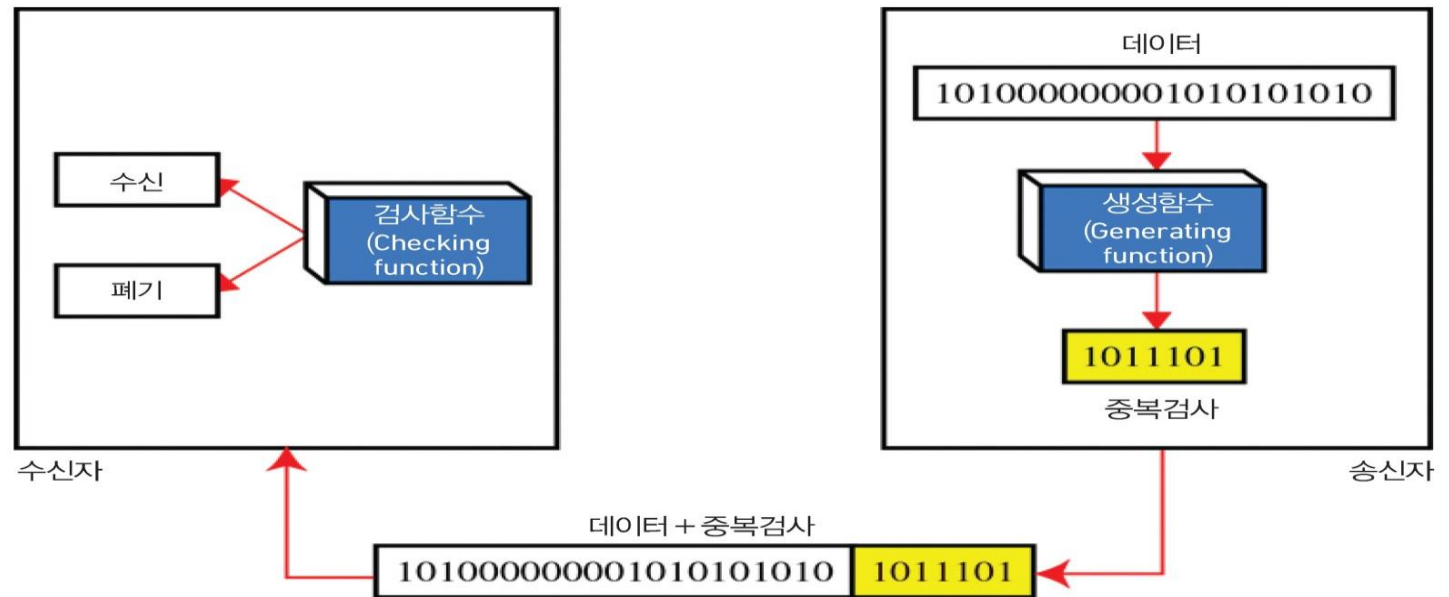 데이터
101000000001010101010
생성함수
(Generating
function)
1011101
중복검사
송신자
수신
폐기
검사함수
(Checking
function)
수신자
데이터 + 중복검사
101000000001010101010 1011101